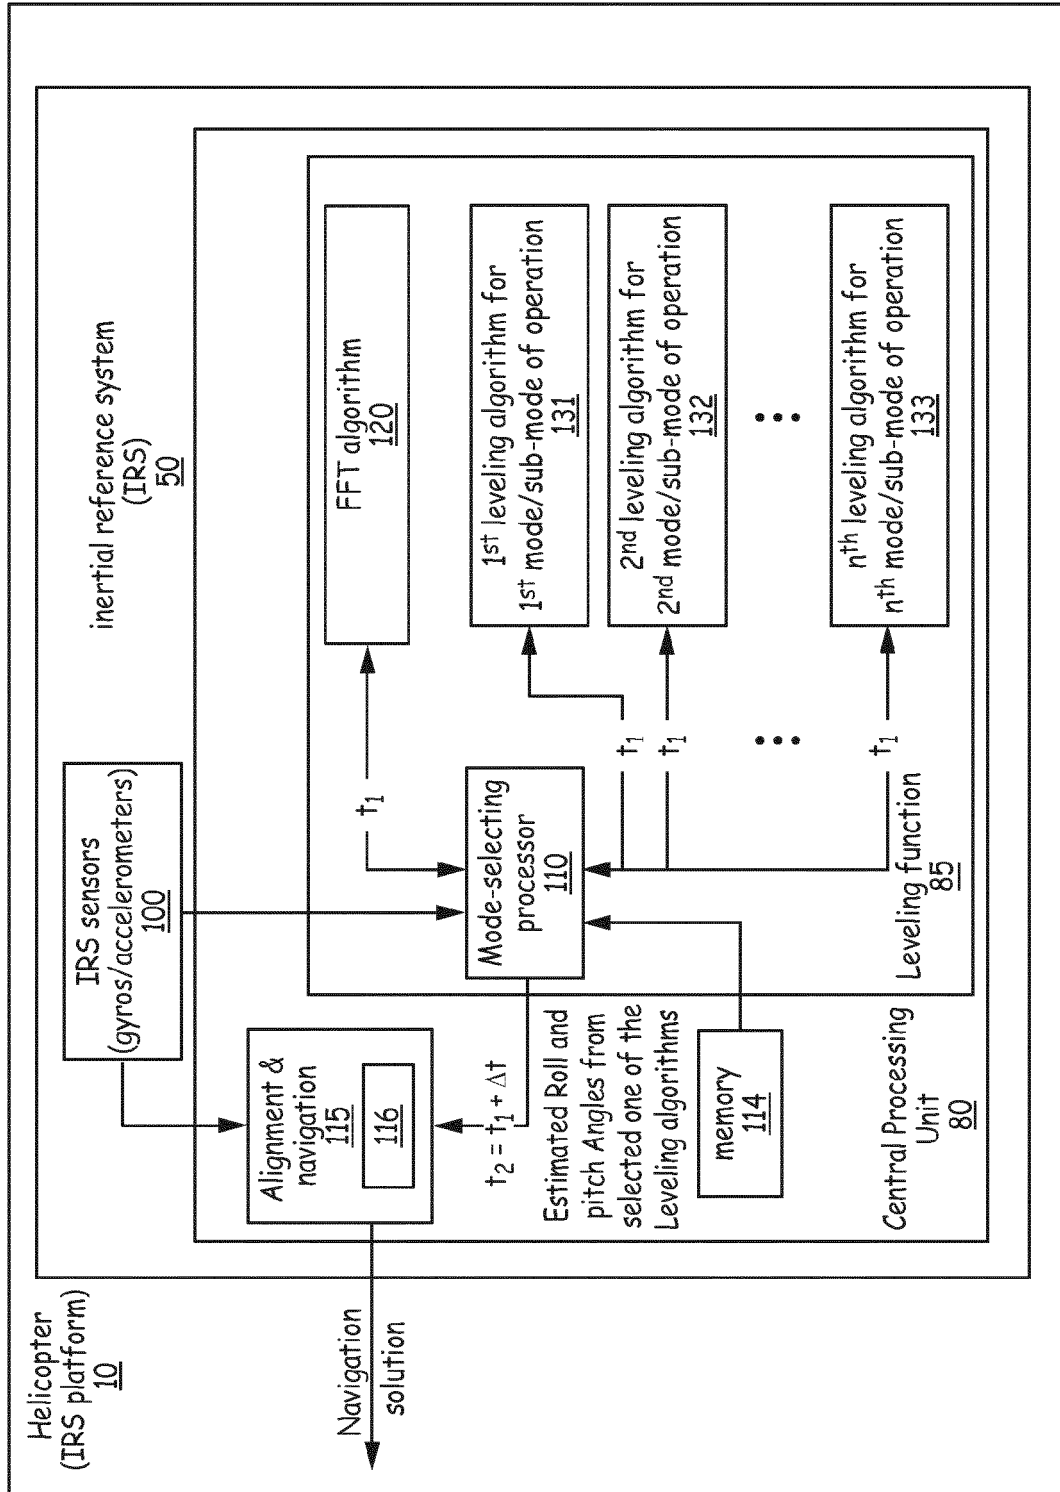 Helicopter
(IRS platform)
10
inertial reference system
(IRS)
50
IRS sensors
(gyros/accelerometers)
100
Navigation
solution
Alignment &
navigation
115
116
t2 = t1 + Δt
Estimated Roll and
pitch Angles from
selected one of the
Leveling algorithms
memory
114
Central Processing
Unit
80
Mode-selecting
processor
110
t1
FFT algorithm
120
t1
1st leveling algorithm for
1st mode/sub-mode of operation
131
t1
2nd leveling algorithm for
2nd mode/sub-mode of operation
132
t1
nth leveling algorithm for
nth mode/sub-mode of operation
133
Leveling function
85